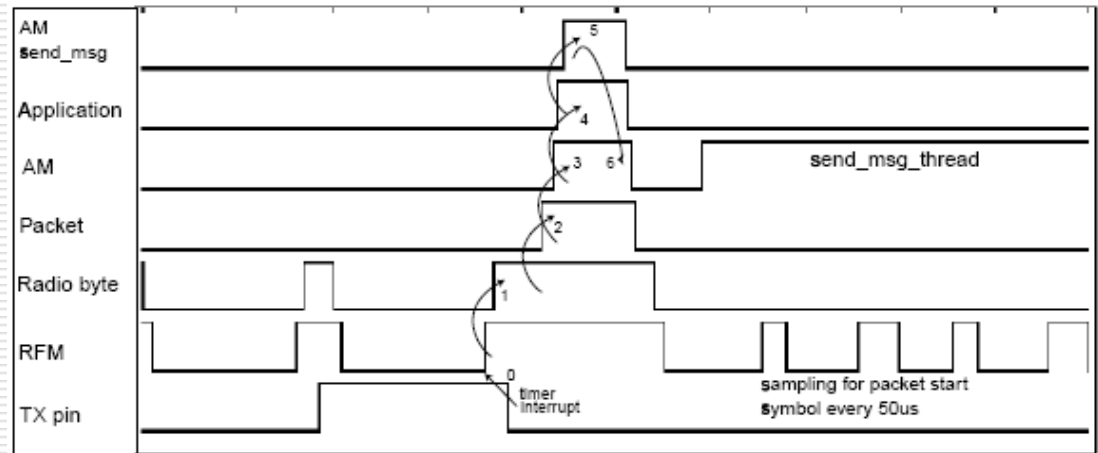 AM
send_msg
5
Application
4
AM
3
6
send_msg_thread
Packet
2
Radio byte
1
RFM
0
timer
interrupt
sampling for packet start
symbol every 50us
TX pin